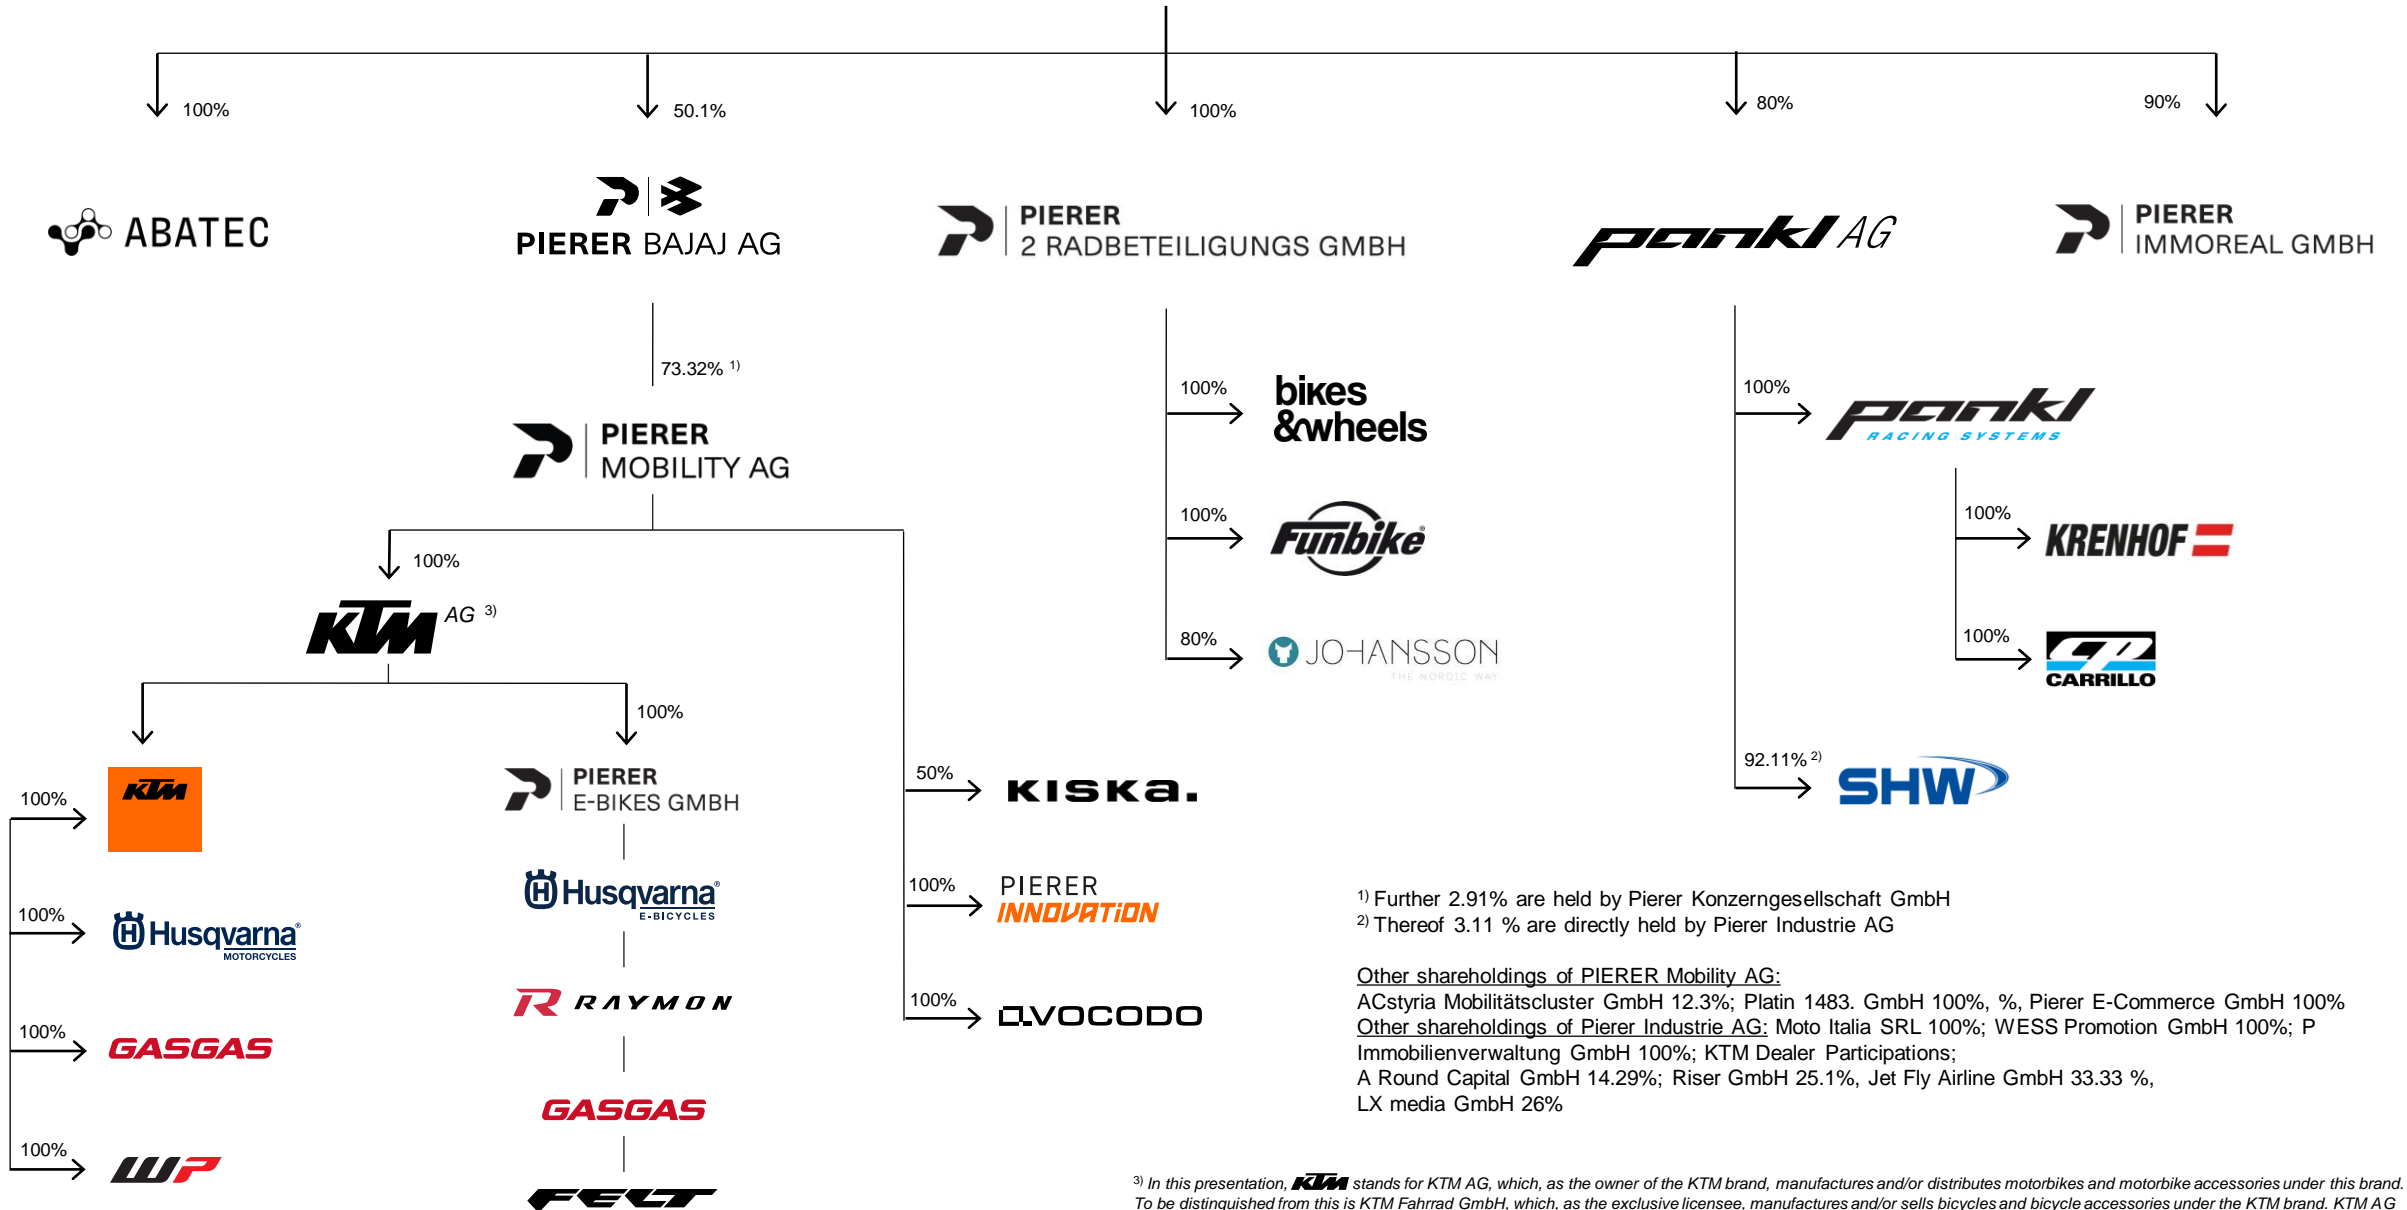 100%
50.1%
100%
80%
90%
ABATEC
PIERER BAJAJ AG
PIERER
2 RADBETEILIGUNGS GMBH
pankl AG
PIERER
IMMOREAL GMBH
73.32% 1)
PIERER
MOBILITY AG
100%
KTM AG 3)
100%
100%
KTM
100%
Husqvarna®
MOTORCYCLES
100%
GASGAS
100%
WP
100%
PIERER
E-BIKES GMBH
Husqvarna®
E-BICYCLES
RAYMON
GASGAS
FELT
50%
KISKA.
100%
PIERER
INNOVATION
100%
AVOCODO
100%
bikes
&wheels
100%
Funbike®
80%
JOHANSSON
THE NORDIC WAY
100%
pankl
RACING SYSTEMS
100%
KRENHOF
100%
CP
CARRILLO
92.11% 2)
SHW
1) Further 2.91% are held by Pierer Konzerngesellschaft GmbH
2) Thereof 3.11 % are directly held by Pierer Industrie AG
Other shareholdings of PIERER Mobility AG:
ACstyria Mobilitätscluster GmbH 12.3%; Platin 1483. GmbH 100%, %, Pierer E-Commerce GmbH 100%
Other shareholdings of Pierer Industrie AG: Moto Italia SRL 100%; WESS Promotion GmbH 100%; P
Immobilienverwaltung GmbH 100%; KTM Dealer Participations;
A Round Capital GmbH 14.29%; Riser GmbH 25.1%, Jet Fly Airline GmbH 33.33 %,
LX media GmbH 26%
3) In this presentation, KTM stands for KTM AG, which, as the owner of the KTM brand, manufactures and/or distributes motorbikes and motorbike accessories under this brand.
To be distinguished from this is KTM Fahrrad GmbH, which, as the exclusive licensee, manufactures and/or sells bicycles and bicycle accessories under the KTM brand. KTM AG